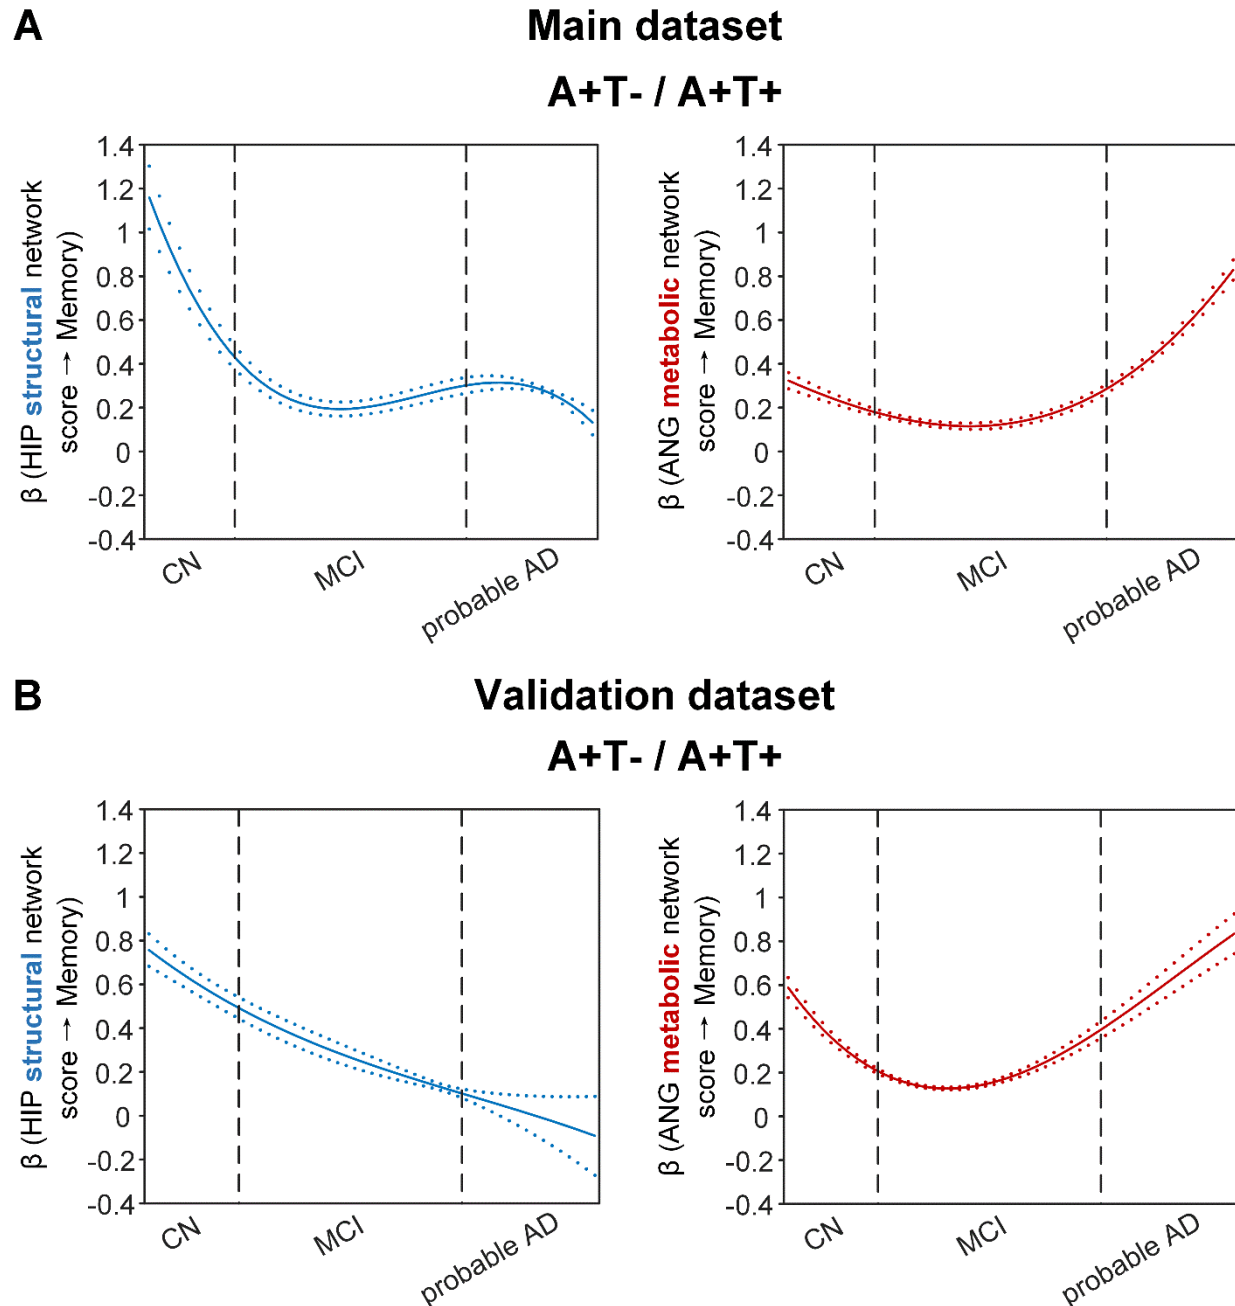 A
Main dataset
A+T- / A+T+
β (HIP structural network
score → Memory)
1.4
1.2
1
0.8
0.6
0.4
0.2
0
-0.2
-0.4
CN
MCI
probable AD
β (ANG metabolic network
score → Memory)
1.4
1.2
1
0.8
0.6
0.4
0.2
0
-0.2
-0.4
CN
MCI
probable AD
B
Validation dataset
A+T- / A+T+
β (HIP structural network
score → Memory)
1.4
1.2
1
0.8
0.6
0.4
0.2
0
-0.2
-0.4
CN
MCI
probable AD
β (ANG metabolic network
score → Memory)
1.4
1.2
1
0.8
0.6
0.4
0.2
0
-0.2
-0.4
CN
MCI
probable AD